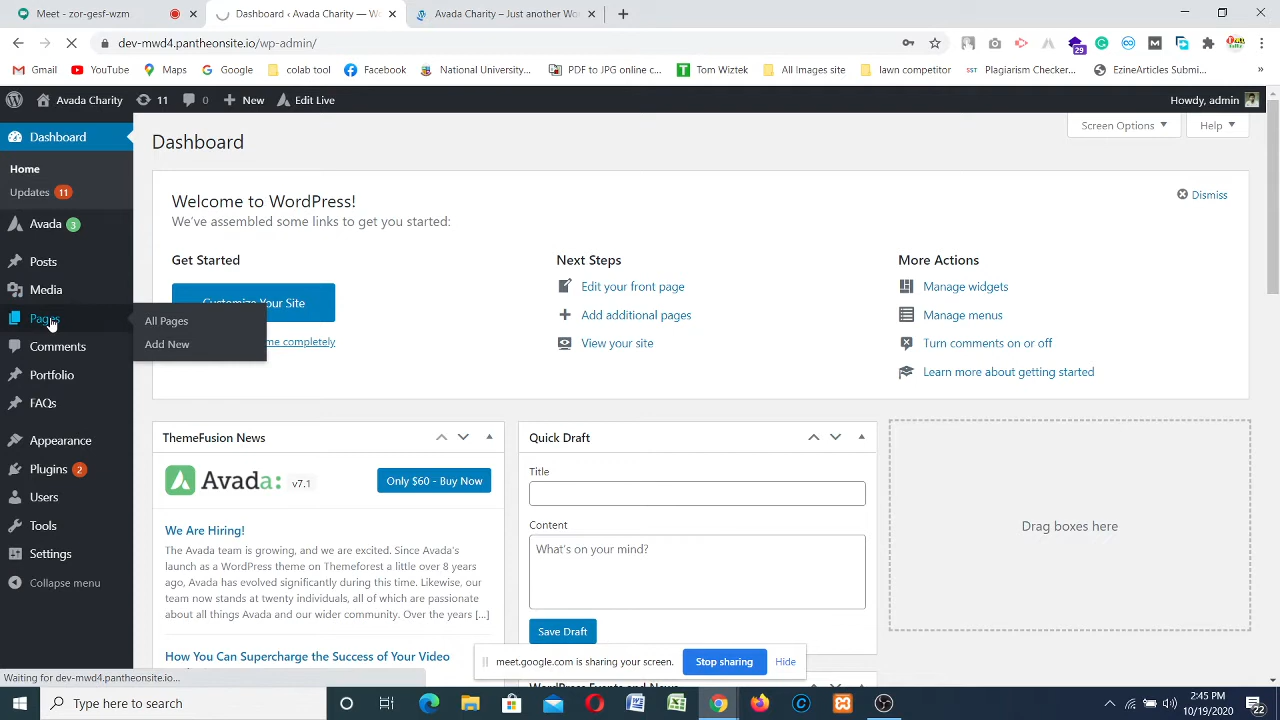 Meet - zor-gesf-wzm
Dashboard ‹ Avada Charity — W
Avada Charity – Just another Wo
dev-mwd4.pantheonsite.io/wp-admin/
29
Gmail
YouTube
Maps
Google
colab tool
Facebook
National University...
PDF to JPG online c...
Tom Wiztek
All Images site
lawn competitor
SST Plagiarism Checker...
EzineArticles Submi...
»
Avada Charity
11
0
New
Edit Live
Howdy, admin
Dashboard
Home
Updates 11
Avada 3
Posts
Media
Pages
Comments
Portfolio
FAQs
Appearance
Plugins 2
Users
Tools
Settings
Collapse menu
All Pages
Add New
Dashboard
Screen Options
Help
Welcome to WordPress!
We've assembled some links to get you started:
Dismiss
Get Started
Customize Your Site
me completely
Next Steps
Edit your front page
Add additional pages
View your site
More Actions
Manage widgets
Manage menus
Turn comments on or off
Learn more about getting started
ThemeFusion News
Avada: v7.1
Only $60 - Buy Now
We Are Hiring!
The Avada team is growing, and we are excited. Since Avada's
launch as a WordPress theme on Themeforest a little over 8 years
ago, Avada has evolved significantly during this time. Likewise, our
team now stands at twenty individuals, all of which are passionate
about all things Avada and our wider community. Over the years [...]
How You Can Supercharge the Success of Your Video
Quick Draft
Title
Content
What's on your mind?
Save Draft
WordPress Events and News
Drag boxes here
meet.google.com is sharing your screen.
Stop sharing
Hide
Waiting for dev-mwd4.pantheonsite.io...
Type here to search
2:45 PM
10/19/2020
22